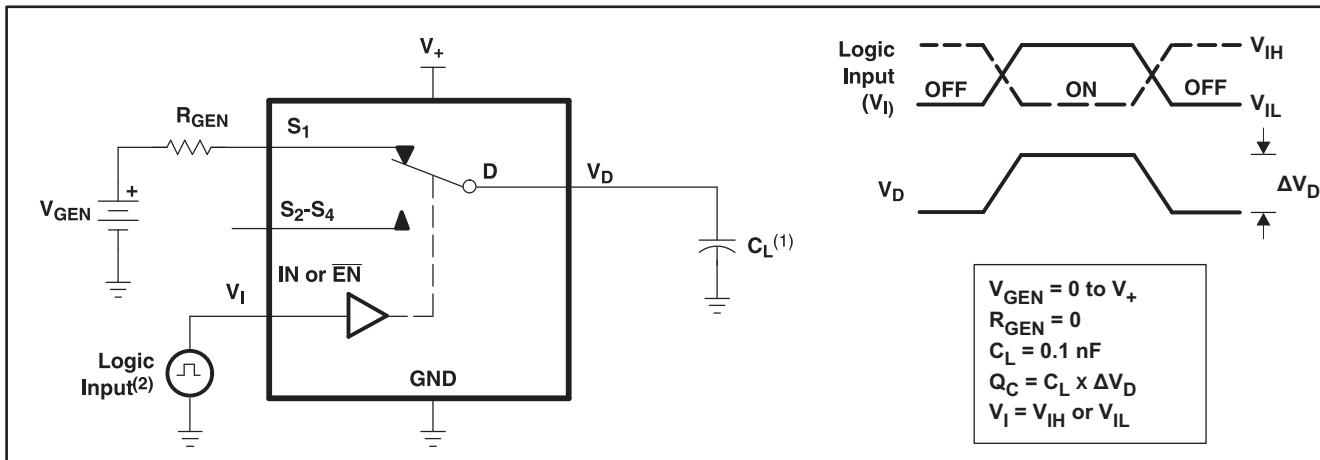 V+
RGEN
S1
D
VD
VGEN
+
S2-S4
CL(1)
IN or E̅N̅
VI
Logic
Input(2)
GND
Logic
Input
(VI)
OFF
ON
OFF
VIH
VIL
VD
ΔVD
VGEN = 0 to V+
RGEN = 0
CL = 0.1 nF
QC = CL x ΔVD
VI = VIH or VIL